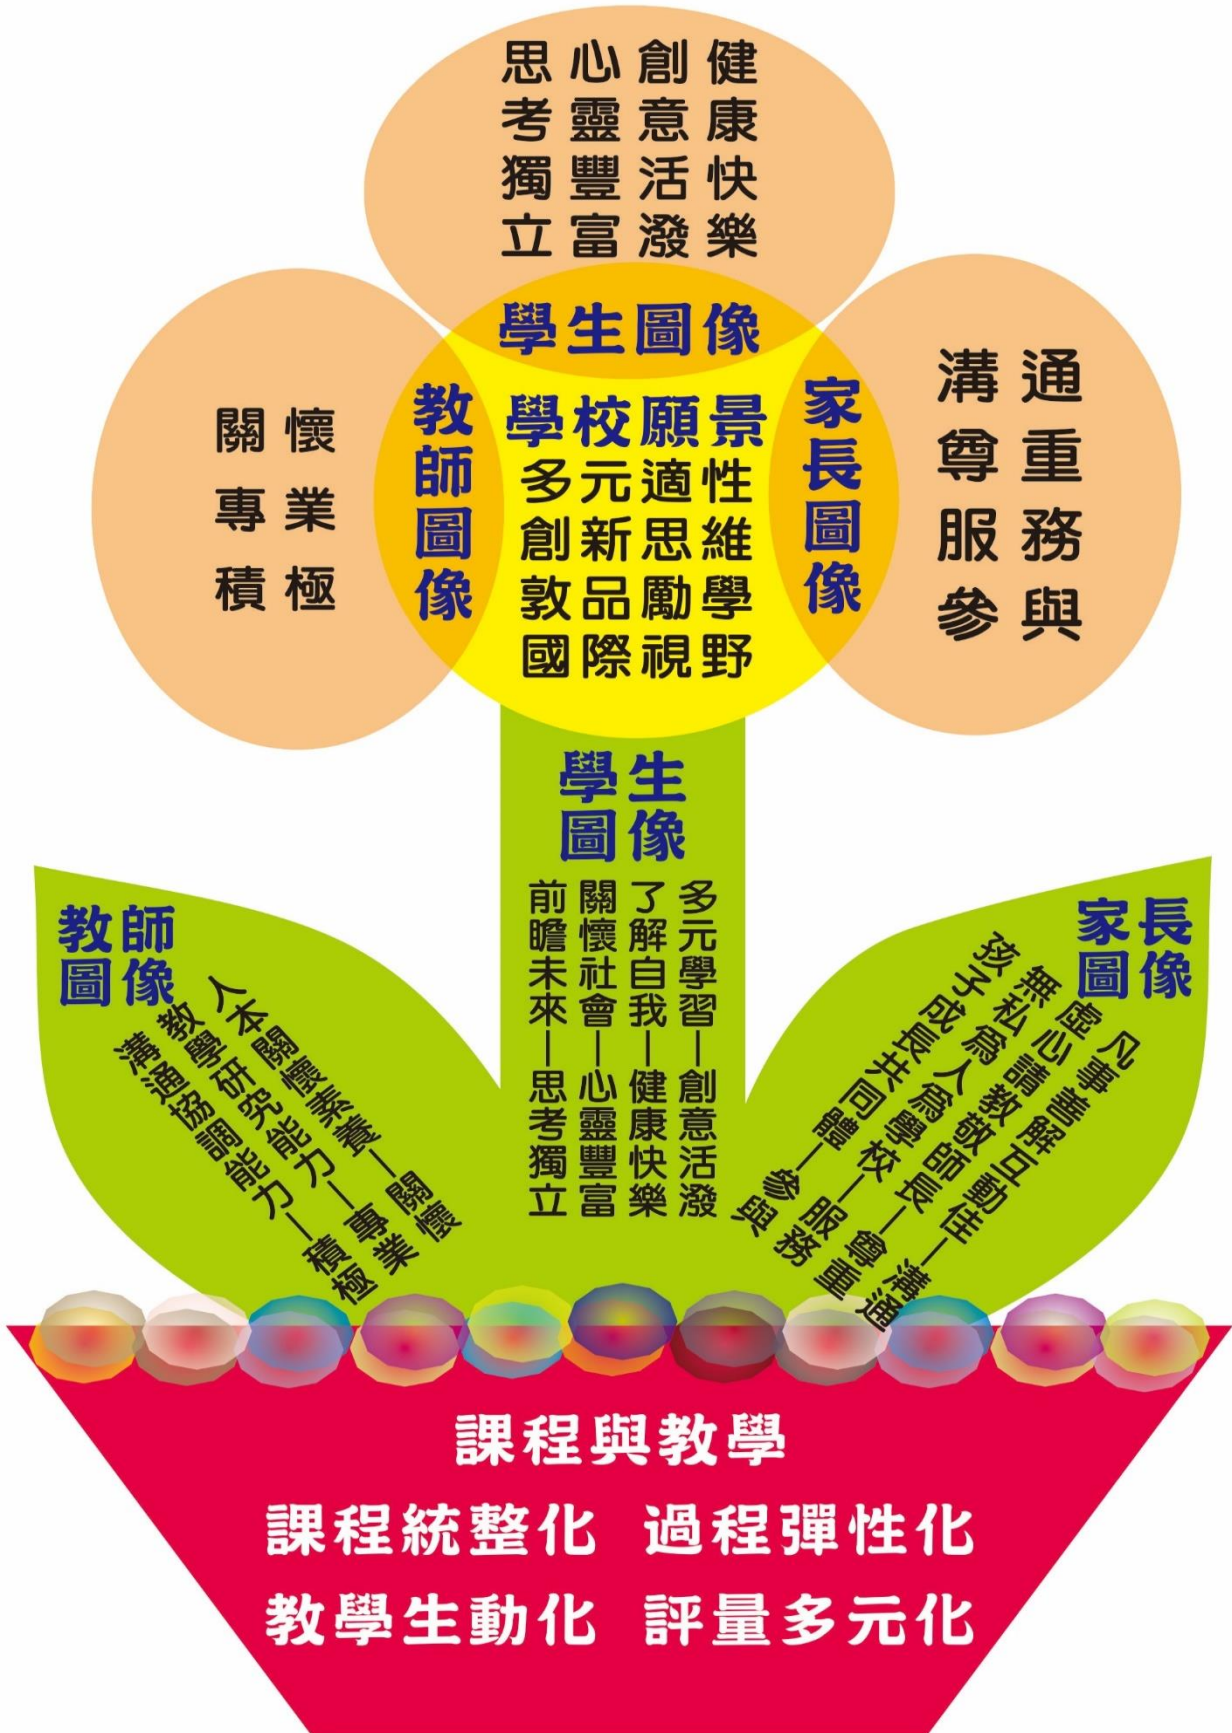 健康快樂
創意活潑
心靈豐富
思考獨立
學生圖像
教師圖像
關懷
專業
積極
學校願景
多元適性
創新思維
敦品勵學
國際視野
家長圖像
溝通
尊重
服務
參與
學生
圖像
多元學習—創意活潑
了解自我—健康快樂
關懷社會—心靈豐富
前瞻未來—思考獨立
教師
圖像
人本關懷素養—關懷
教學研究能力—專業
溝通協調能力—積極
家長
圖像
凡事善解互動佳—溝通
虛心請教敬師長—尊重
無私為人為學校—服務
孩子成長共同體—參與
課程與教學
課程統整化 過程彈性化
教學生動化 評量多元化